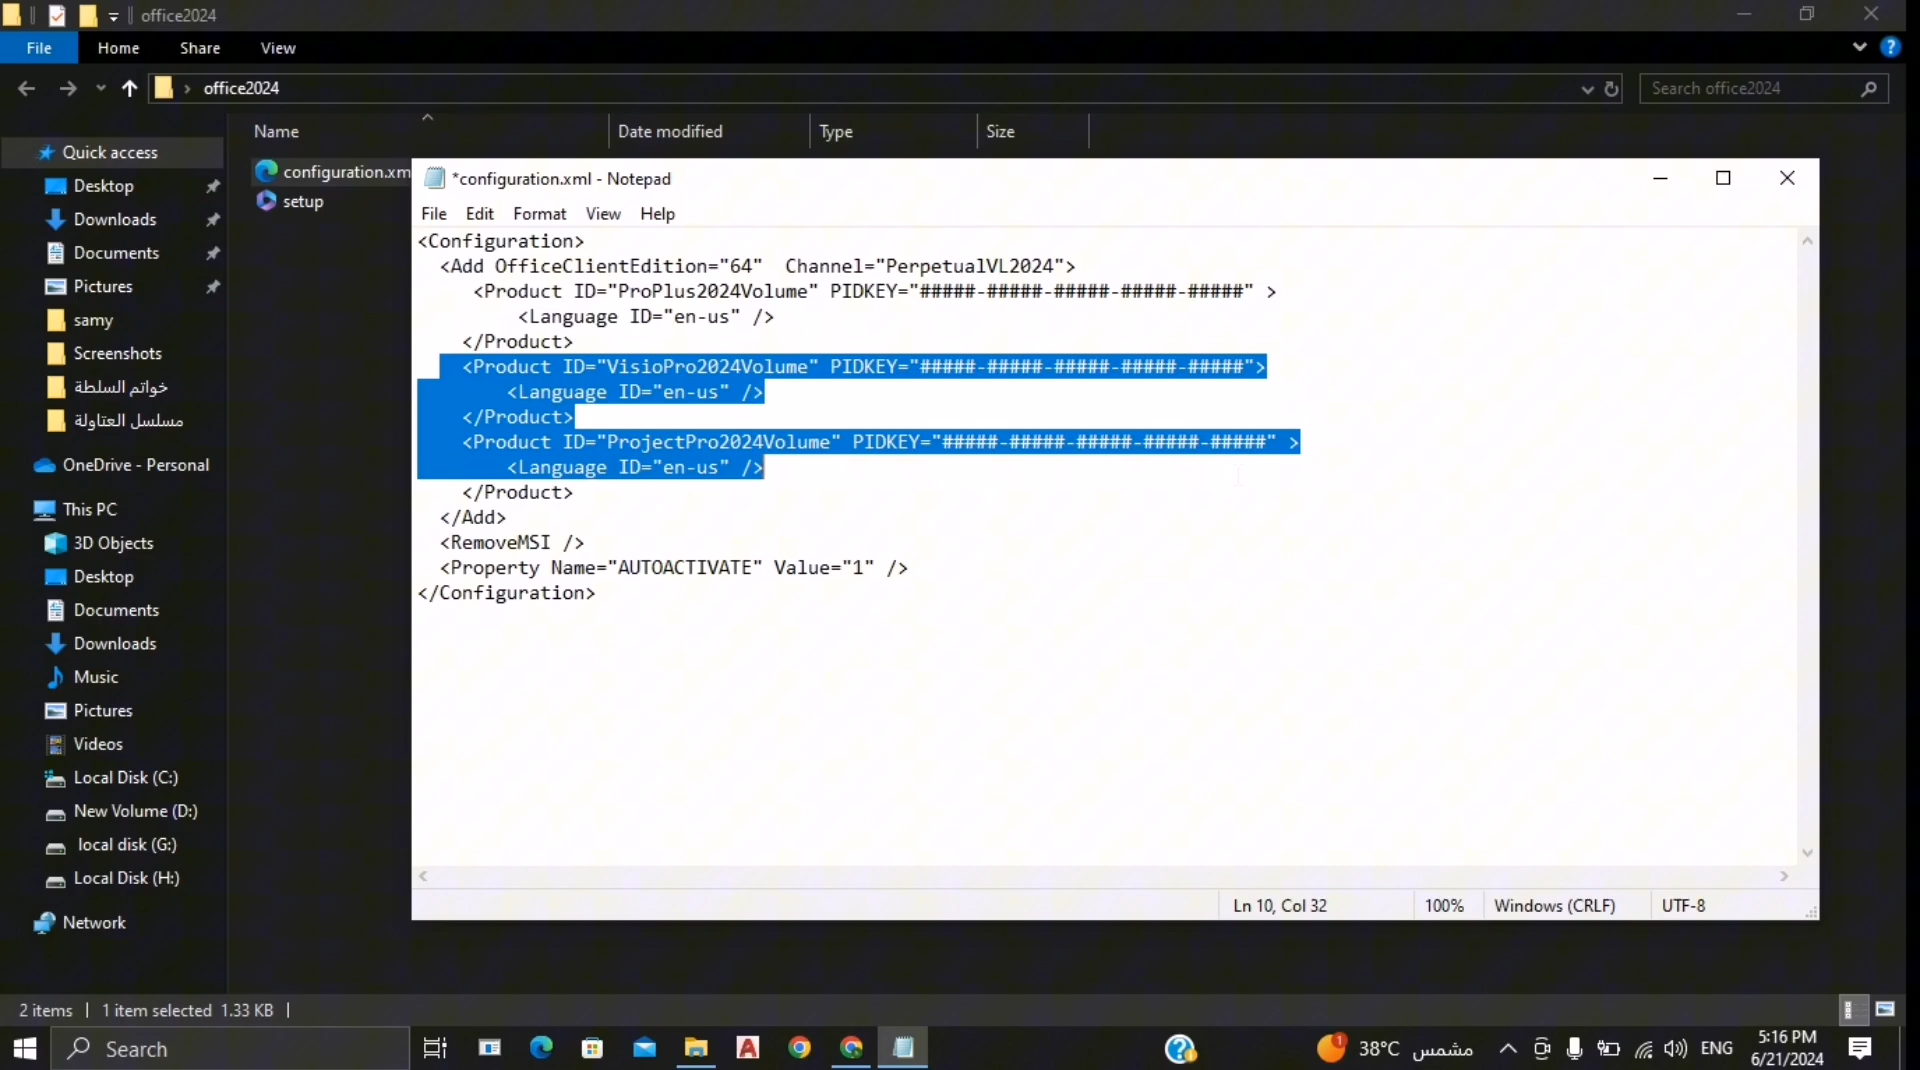 office2024
File Home Share View
office2024
Search office2024
Name Date modified Type Size
Quick access
Desktop
Downloads
Documents
Pictures
samy
Screenshots
خواتم السلطة
مسلسل العتاولة
OneDrive - Personal
This PC
3D Objects
Desktop
Documents
Downloads
Music
Pictures
Videos
Local Disk (C:)
New Volume (D:)
local disk (G:)
Local Disk (H:)
Network
configuration.xm
setup
*configuration.xml - Notepad
File Edit Format View Help
<Configuration>
<Add OfficeClientEdition="64"  Channel="PerpetualVL2024">
<Product ID="ProPlus2024Volume" PIDKEY="#####-#####-#####-#####-#####" >
<Language ID="en-us" />
</Product>
<Product ID="VisioPro2024Volume" PIDKEY="#####-#####-#####-#####-#####">
<Language ID="en-us" />
</Product>
<Product ID="ProjectPro2024Volume" PIDKEY="#####-#####-#####-#####-#####" >
<Language ID="en-us" />
</Product>
</Add>
<RemoveMSI />
<Property Name="AUTOACTIVATE" Value="1" />
</Configuration>
Ln 10, Col 32 100% Windows (CRLF) UTF-8
2 items 1 item selected 1.33 KB
Search
1 38°C مشمس ENG
5:16 PM
6/21/2024